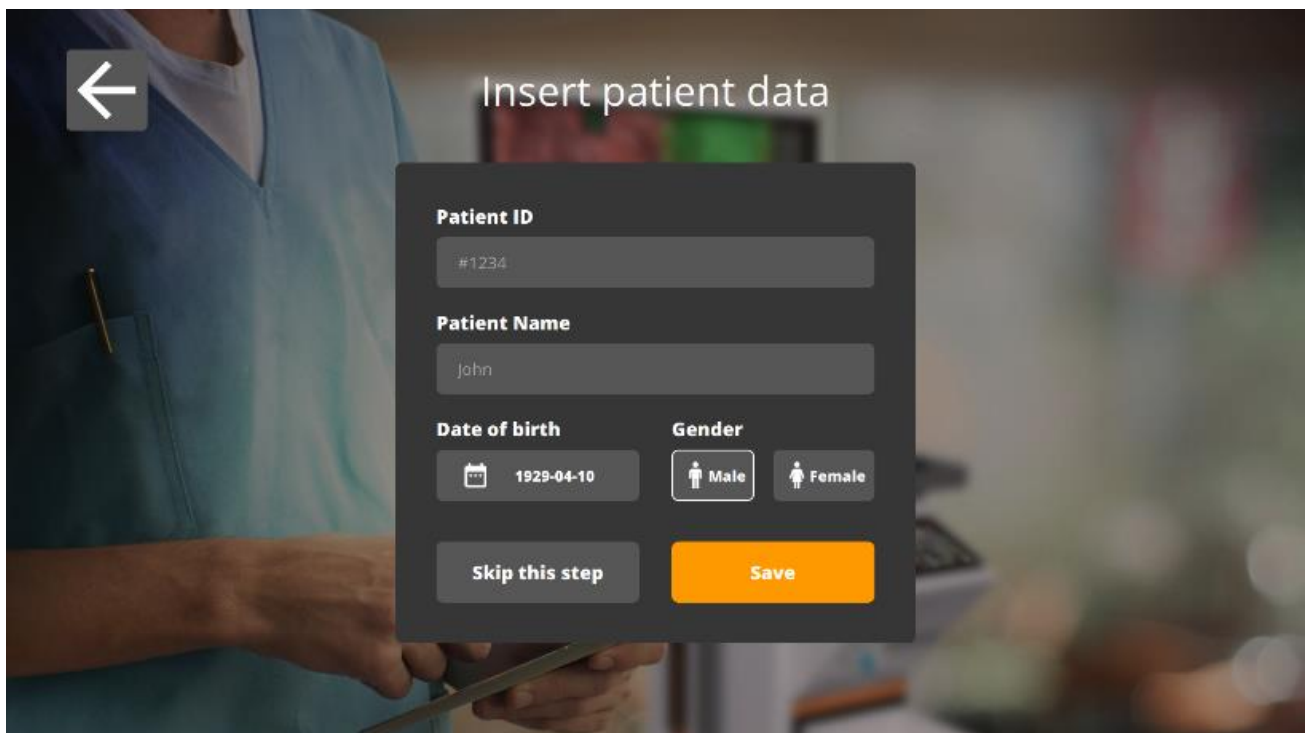 Insert patient data
Patient ID
#1234
Patient Name
John
Date of birth
Gender
1929-04-10
Male
Female
Skip this step
Save